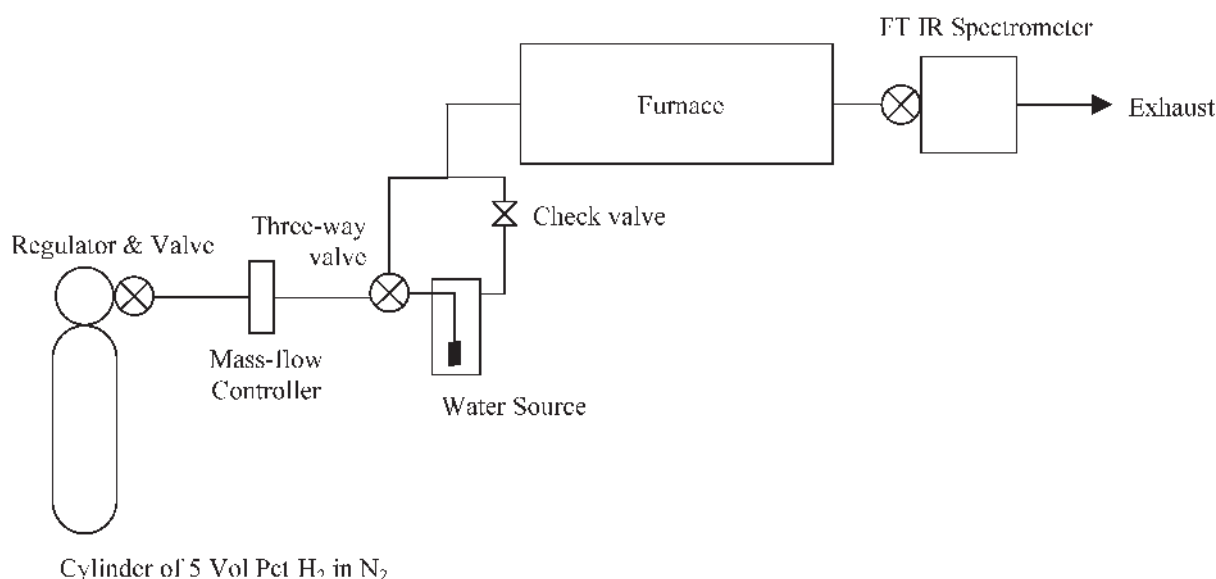 FT IR Spectrometer
Furnace
Exhaust
Check valve
Three-way
valve
Regulator & Valve
Mass-flow
Controller
Water Source
Cylinder of 5 Vol Pct H₂ in N₂